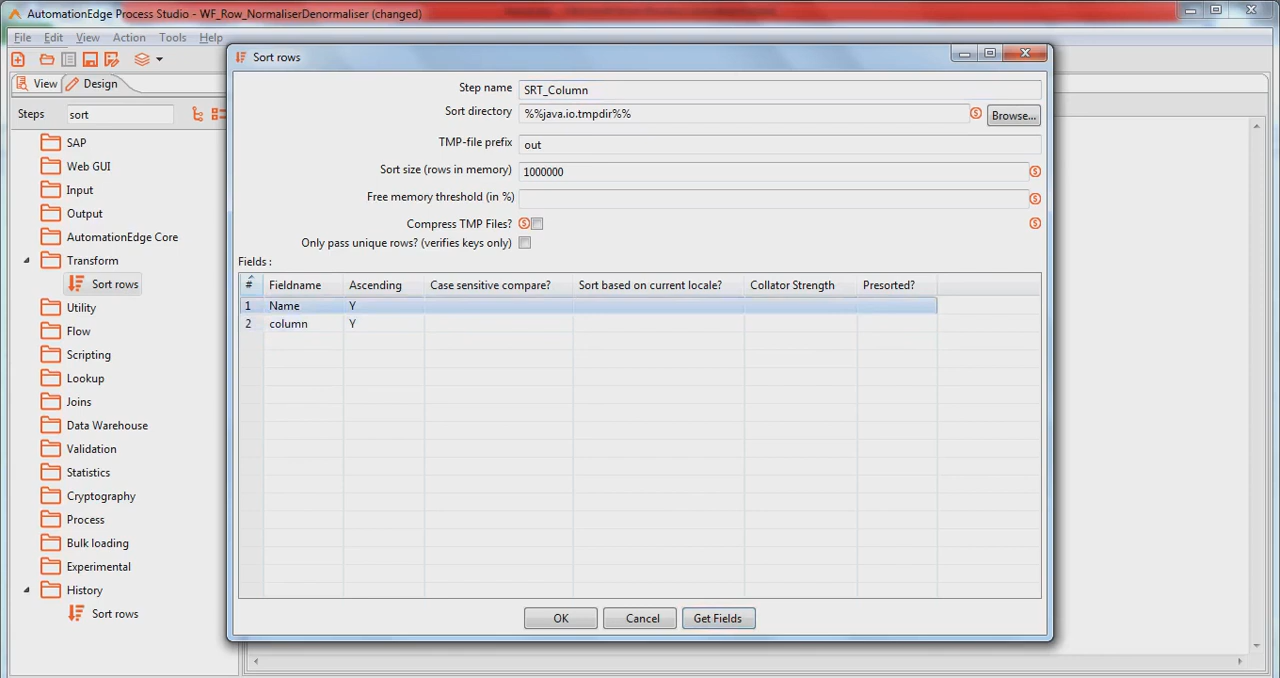 AutomationEdge Process Studio - WF_Row_NormaliserDenormaliser (changed)
File Edit View Action Tools Help
View Design
Steps sort
SAP
Web GUI
Input
Output
AutomationEdge Core
Transform
Sort rows
Utility
Flow
Scripting
Lookup
Joins
Data Warehouse
Validation
Statistics
Cryptography
Process
Bulk loading
Experimental
History
Sort rows
Sort rows
Step name SRT_Column
Sort directory %%java.io.tmpdir%% Browse...
TMP-file prefix out
Sort size (rows in memory) 1000000
Free memory threshold (in %)
Compress TMP Files?
Only pass unique rows? (verifies keys only)
Fields :
# Fieldname Ascending Case sensitive compare? Sort based on current locale? Collator Strength Presorted?
1 Name Y
2 column Y
OK Cancel Get Fields